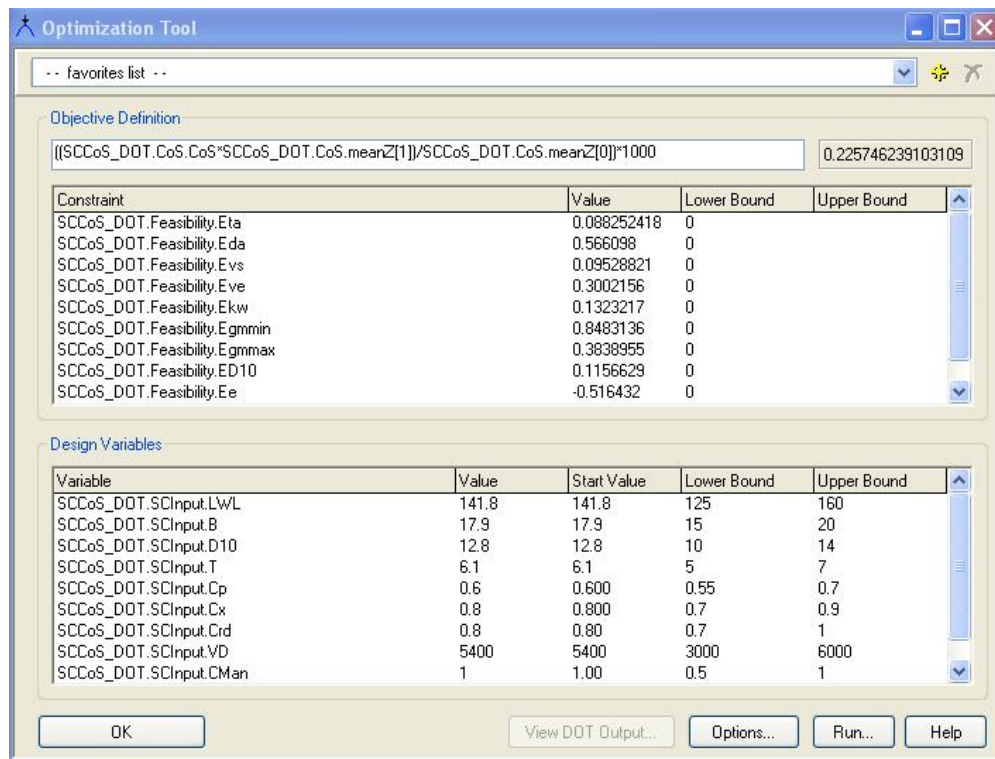 Optimization Tool
-- favorites list --
Objective Definition
((SCCoS_DOT.CoS.CoS*SCCoS_DOT.CoS.meanZ[1])/SCCoS_DOT.CoS.meanZ[0])*1000 0.225746239103109
Constraint Value Lower Bound Upper Bound
SCCoS_DOT.Feasibility.Eta 0.088252418 0
SCCoS_DOT.Feasibility.Eda 0.566098 0
SCCoS_DOT.Feasibility.Evs 0.09528821 0
SCCoS_DOT.Feasibility.Eve 0.3002156 0
SCCoS_DOT.Feasibility.Ekw 0.1323217 0
SCCoS_DOT.Feasibility.Egmmin 0.8483136 0
SCCoS_DOT.Feasibility.Egmmax 0.3838955 0
SCCoS_DOT.Feasibility.ED10 0.1156629 0
SCCoS_DOT.Feasibility.Ee -0.516432 0
Design Variables
Variable Value Start Value Lower Bound Upper Bound
SCCoS_DOT.SCInput.LWL 141.8 141.8 125 160
SCCoS_DOT.SCInput.B 17.9 17.9 15 20
SCCoS_DOT.SCInput.D10 12.8 12.8 10 14
SCCoS_DOT.SCInput.T 6.1 6.1 5 7
SCCoS_DOT.SCInput.Cp 0.6 0.600 0.55 0.7
SCCoS_DOT.SCInput.Cx 0.8 0.800 0.7 0.9
SCCoS_DOT.SCInput.Crd 0.8 0.80 0.7 1
SCCoS_DOT.SCInput.VD 5400 5400 3000 6000
SCCoS_DOT.SCInput.CMan 1 1.00 0.5 1
OK View DOT Output... Options... Run... Help